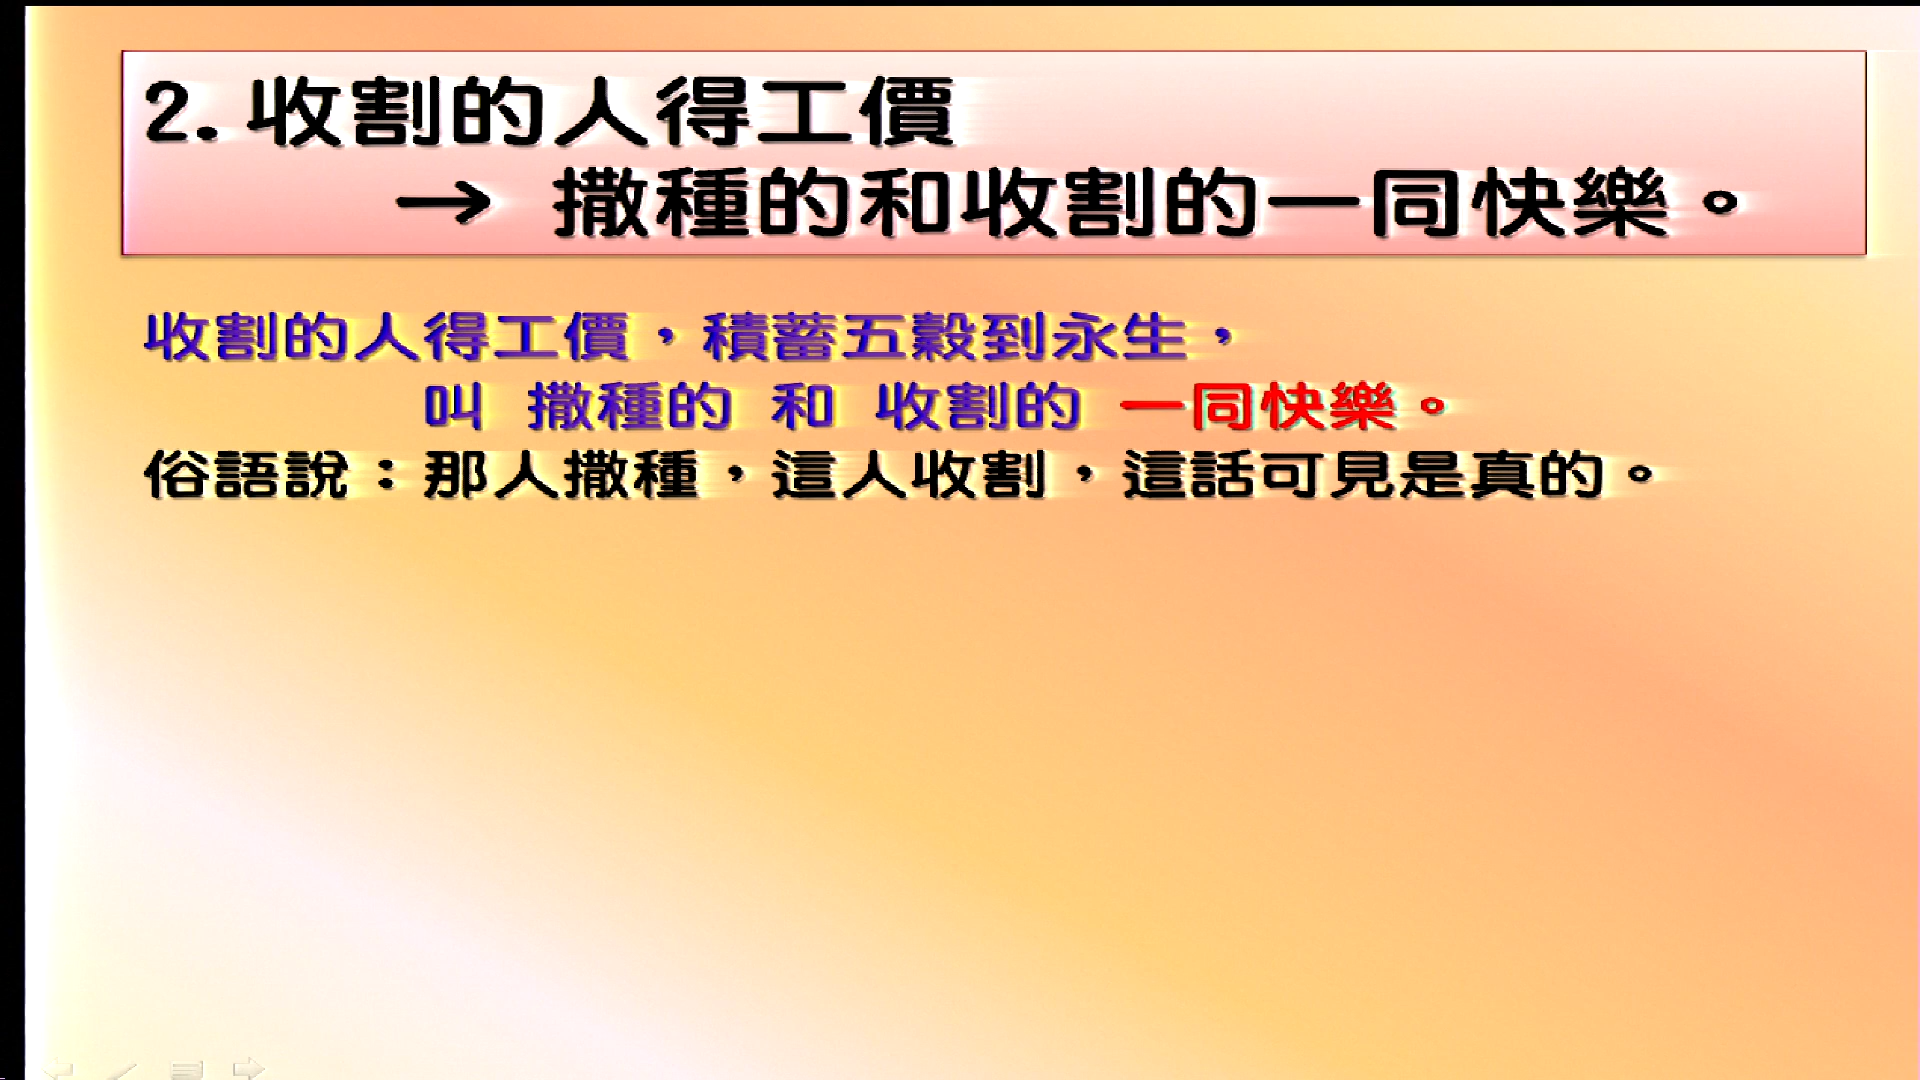 2.收割的人得工價
→ 撒種的和收割的一同快樂。
收割的人得工價，積蓄五穀到永生，
叫 撒種的 和 收割的 一同快樂。
俗語說：那人撒種，這人收割，這話可見是真的。